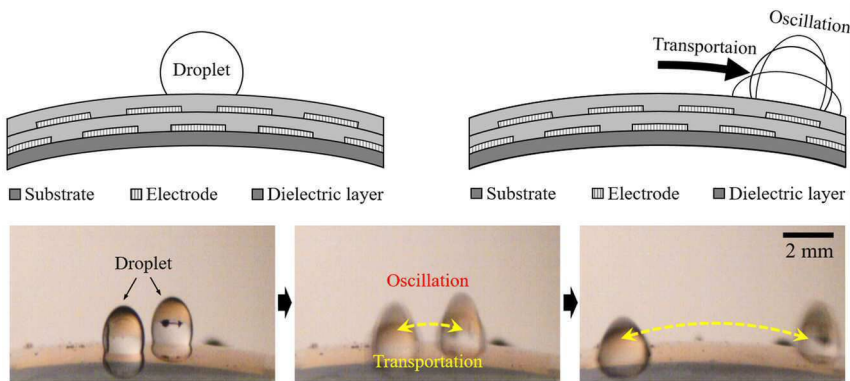 Droplet
Oscillation
Transportaion
Substrate Electrode Dielectric layer
Substrate Electrode Dielectric layer
Droplet
Oscillation
Transportation
2 mm